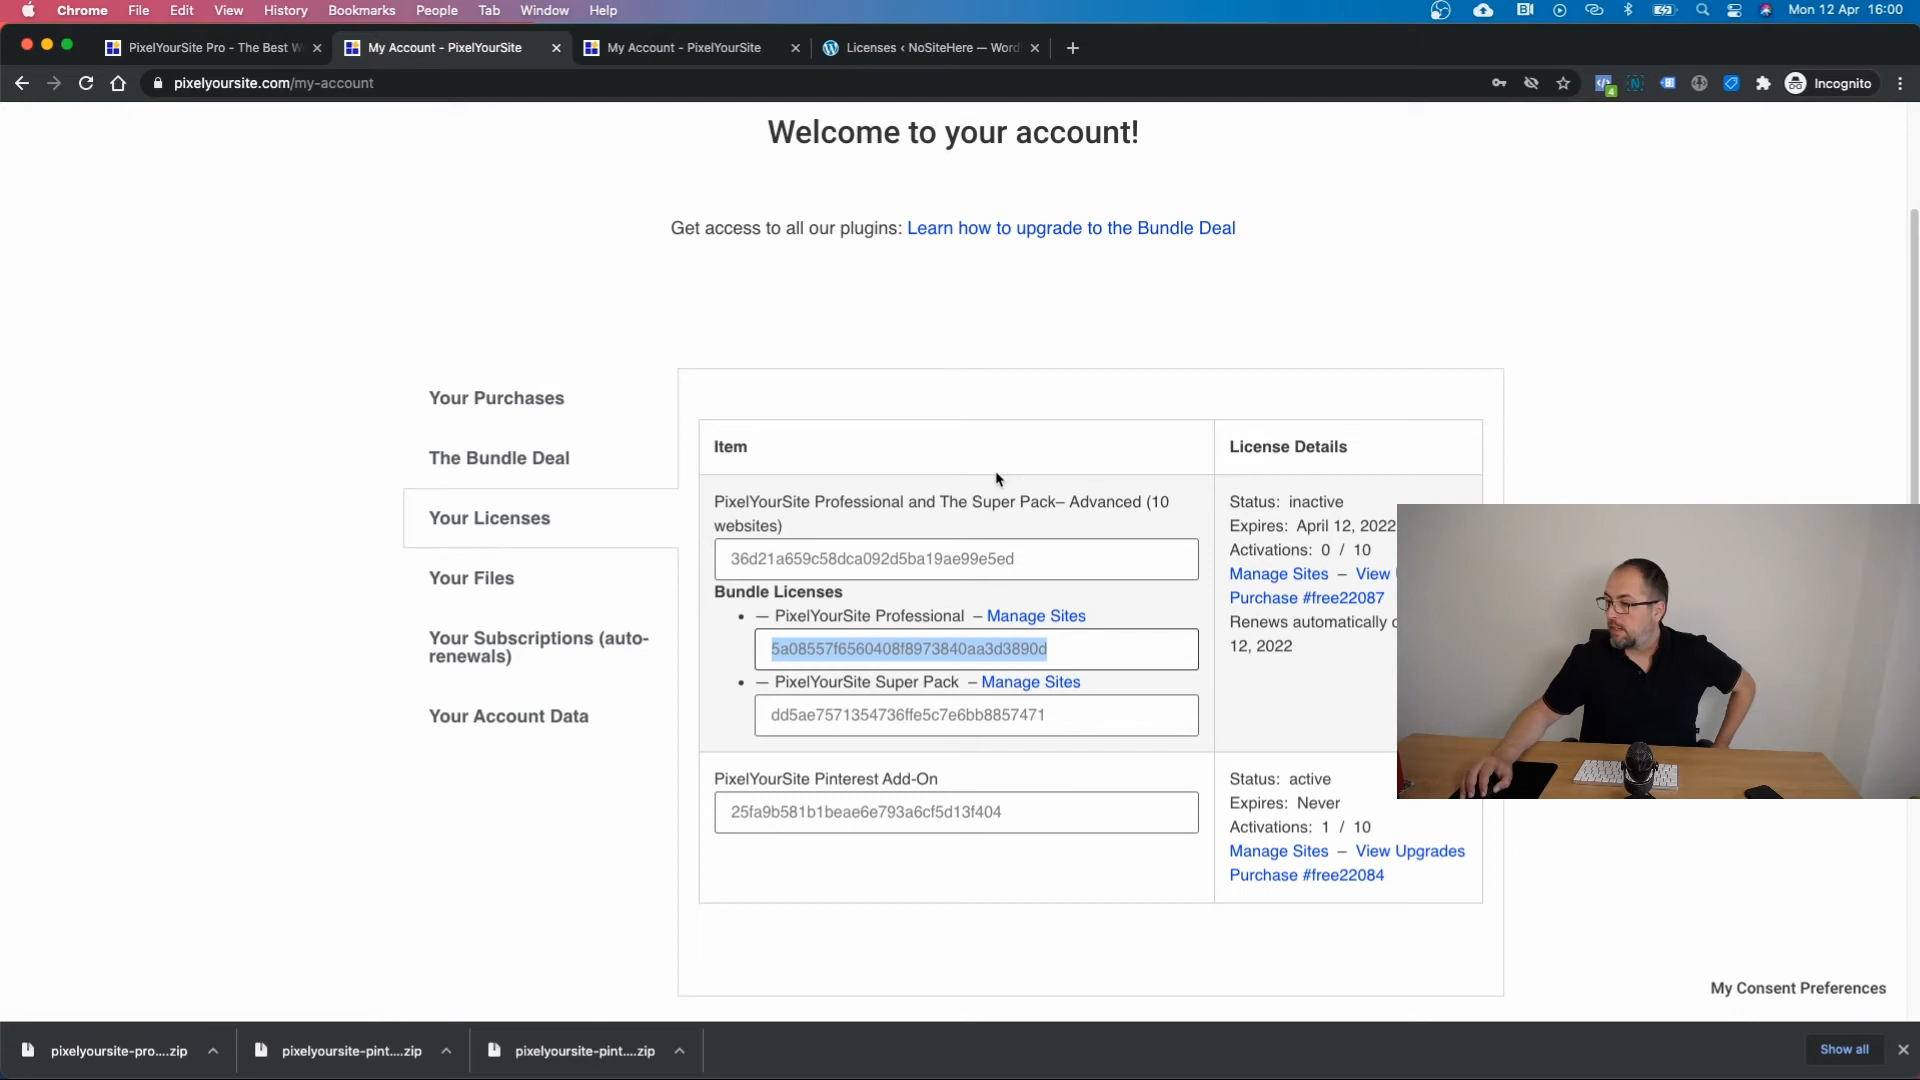 Chrome File Edit View History Bookmarks People Tab Window Help Mon 12 Apr 16:00
PixelYourSite Pro - The Best W
My Account - PixelYourSite
My Account - PixelYourSite
Licenses ‹ NoSiteHere — Word
pixelyoursite.com/my-account
4
Incognito
Welcome to your account!
Get access to all our plugins: Learn how to upgrade to the Bundle Deal
Your Purchases
The Bundle Deal
Your Licenses
Your Files
Your Subscriptions (auto-
renewals)
Your Account Data
Item
License Details
PixelYourSite Professional and The Super Pack– Advanced (10
websites)
36d21a659c58dca092d5ba19ae99e5ed
Bundle Licenses
• — PixelYourSite Professional – Manage Sites
5a08557f6560408f8973840aa3d3890d
• — PixelYourSite Super Pack – Manage Sites
dd5ae7571354736ffe5c7e6bb8857471
Status: inactive
Expires: April 12, 2022
Activations: 0 / 10
Manage Sites – View
Purchase #free22087
Renews automatically
12, 2022
PixelYourSite Pinterest Add-On
25fa9b581b1beae6e793a6cf5d13f404
Status: active
Expires: Never
Activations: 1 / 10
Manage Sites – View Upgrades
Purchase #free22084
My Consent Preferences
pixelyoursite-pro....zip
pixelyoursite-pint....zip
pixelyoursite-pint....zip
Show all